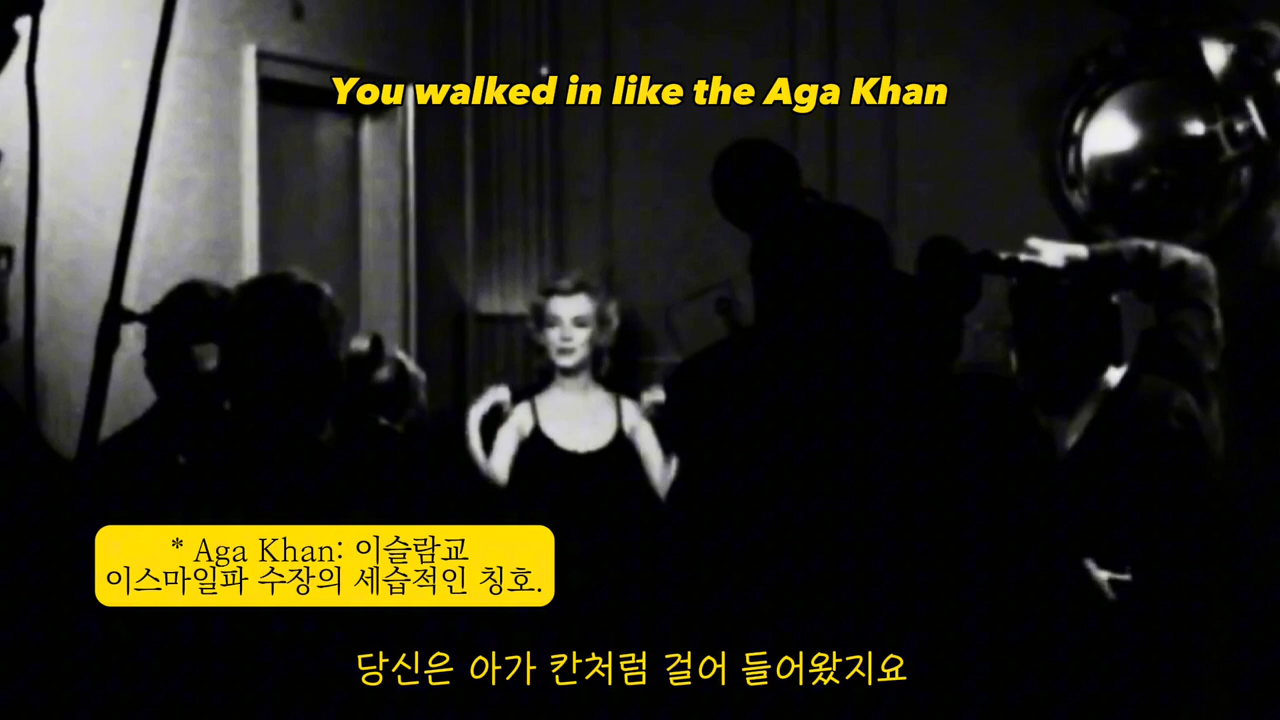 You walked in like the Aga Khan
* Aga Khan: 이슬람교
이스마일파 수장의 세습적인 칭호.
당신은 아가 칸처럼 걸어 들어왔지요